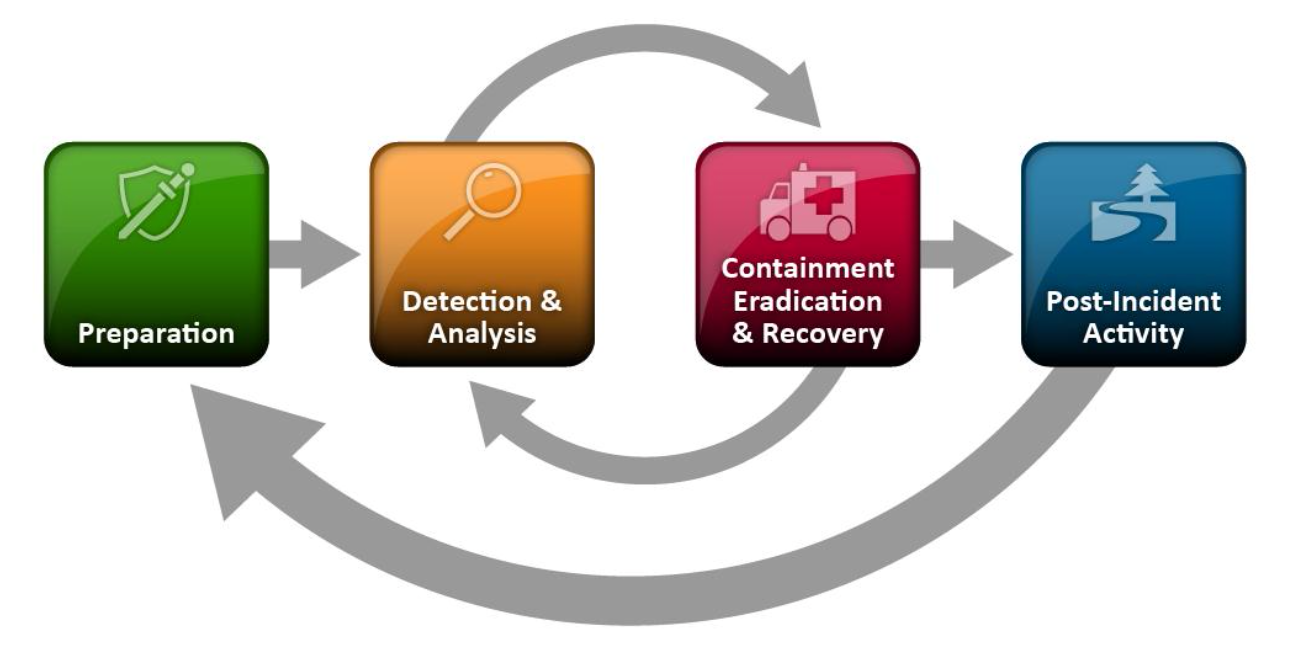 Preparation
Detection &
Analysis
Containment
Eradication
& Recovery
Post-Incident
Activity